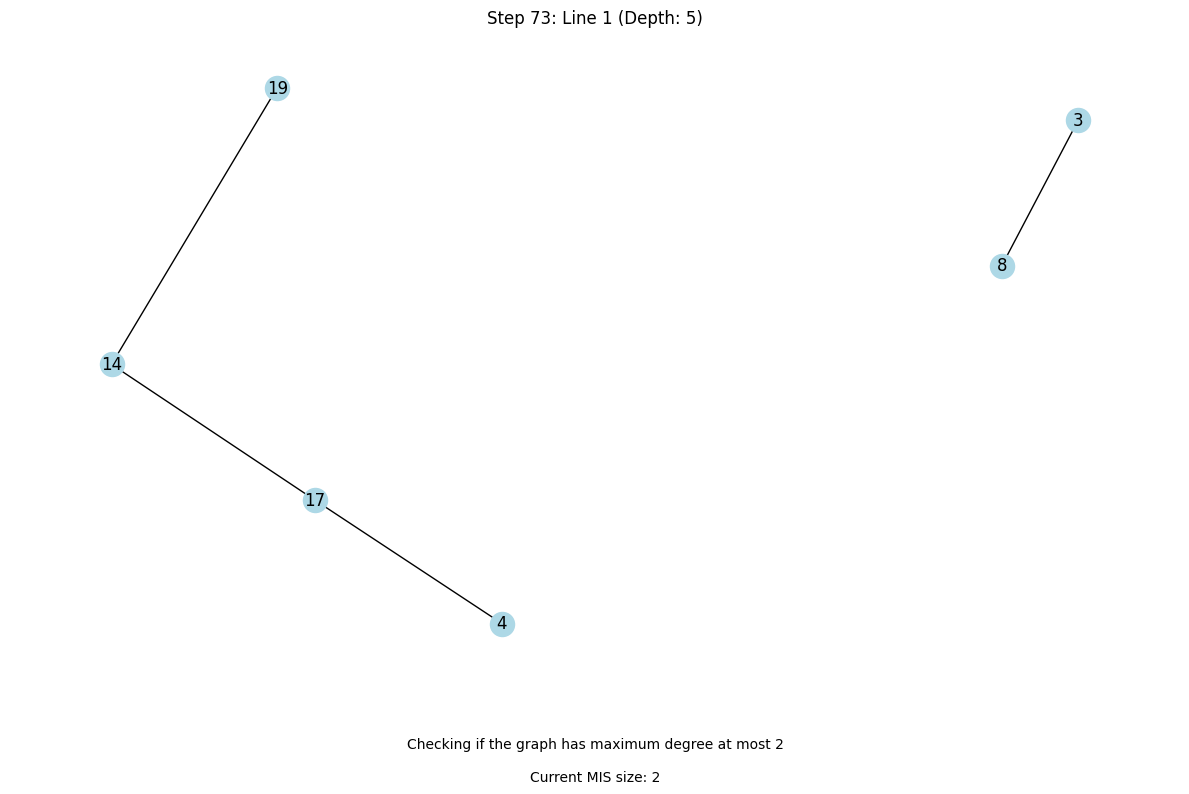 Step 73: Line 1 (Depth: 5)
19
3
8
14
17
4
Checking if the graph has maximum degree at most 2
Current MIS size: 2